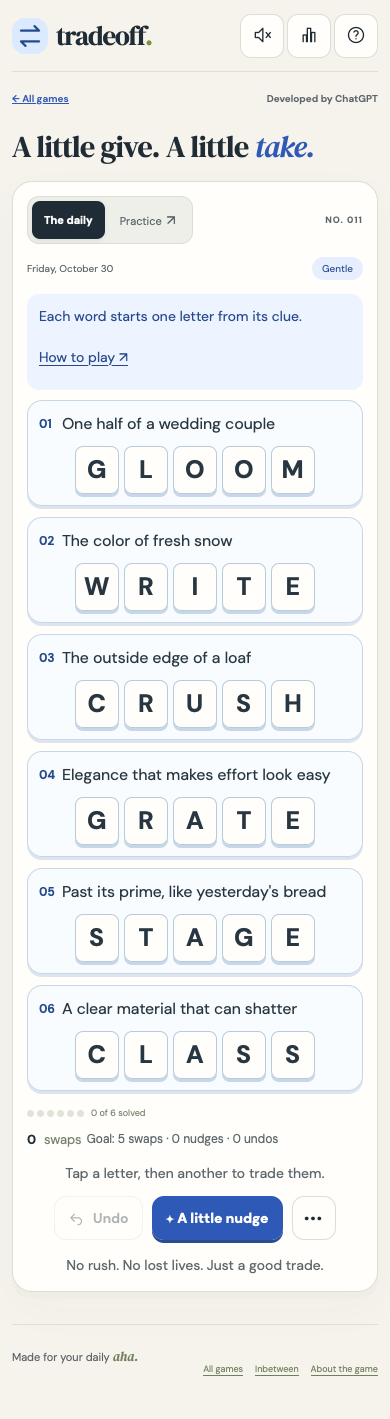 tradeoff.
← All games
Developed by ChatGPT
A little give. A little take.
The daily
Practice ↗
NO. 011
Friday, October 30
Gentle
Each word starts one letter from its clue.
How to play ↗
01 One half of a wedding couple
G L O O M
02 The color of fresh snow
W R I T E
03 The outside edge of a loaf
C R U S H
04 Elegance that makes effort look easy
G R A T E
05 Past its prime, like yesterday's bread
S T A G E
06 A clear material that can shatter
C L A S S
0 of 6 solved
0 swaps Goal: 5 swaps · 0 nudges · 0 undos
Tap a letter, then another to trade them.
Undo
✦ A little nudge
•••
No rush. No lost lives. Just a good trade.
Made for your daily aha.
All games Inbetween About the game